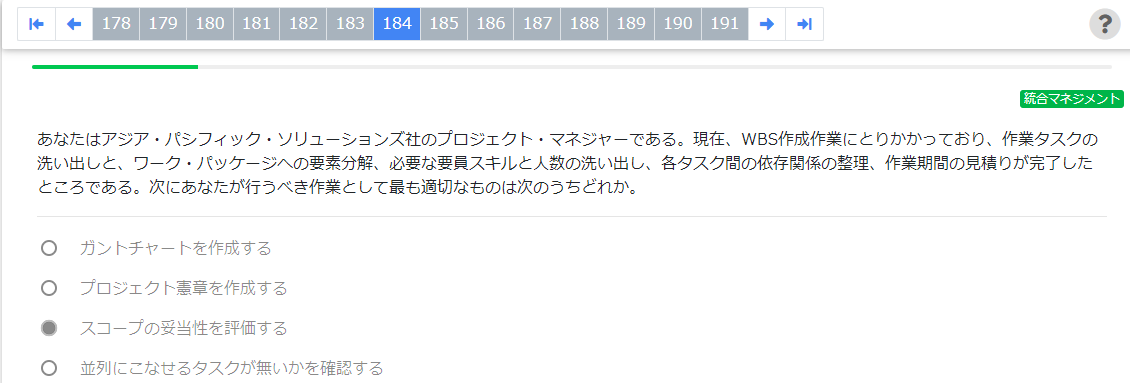 178 179 180 181 182 183 184 185 186 187 188 189 190 191 ?
統合マネジメント
あなたはアジア・パシフィック・ソリューションズ社のプロジェクト・マネジャーである。現在、WBS作成作業にとりかかっており、作業タスクの
洗い出しと、ワーク・パッケージへの要素分解、必要な要員スキルと人数の洗い出し、各タスク間の依存関係の整理、作業期間の見積りが完了した
ところである。次にあなたが行うべき作業として最も適切なものは次のうちどれか。
ガントチャートを作成する
プロジェクト憲章を作成する
スコープの妥当性を評価する
並列にこなせるタスクが無いかを確認する